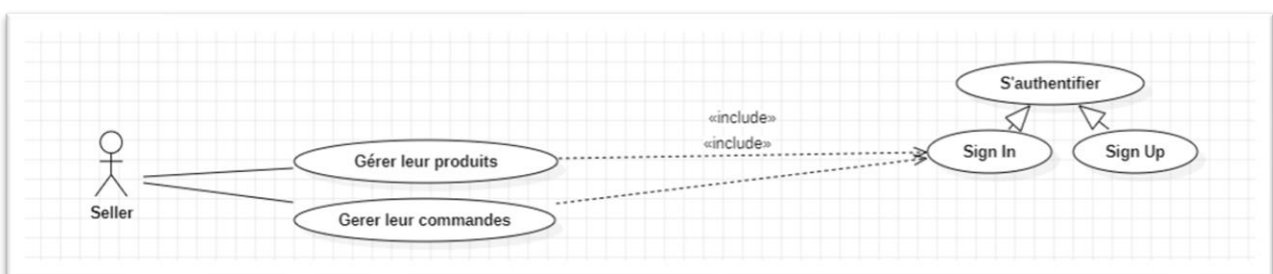 S'authentifier
«include»
«include»
Gérer leur produits
Sign In
Sign Up
Seller
Gerer leur commandes